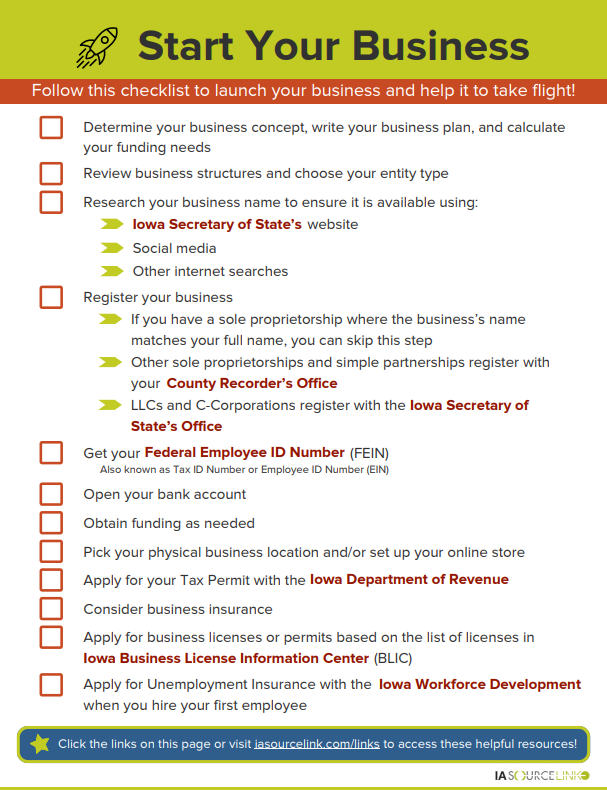 Start Your Business
Follow this checklist to launch your business and help it to take flight!
Determine your business concept, write your business plan, and calculate
your funding needs
Review business structures and choose your entity type
Research your business name to ensure it is available using:
Iowa Secretary of State's website
Social media
Other internet searches
Register your business
If you have a sole proprietorship where the business's name
matches your full name, you can skip this step
Other sole proprietorships and simple partnerships register with
your County Recorder's Office
LLCs and C-Corporations register with the Iowa Secretary of
State's Office
Get your Federal Employee ID Number (FEIN)
Also known as Tax ID Number or Employee ID Number (EIN)
Open your bank account
Obtain funding as needed
Pick your physical business location and/or set up your online store
Apply for your Tax Permit with the Iowa Department of Revenue
Consider business insurance
Apply for business licenses or permits based on the list of licenses in
Iowa Business License Information Center (BLIC)
Apply for Unemployment Insurance with the Iowa Workforce Development
when you hire your first employee
Click the links on this page or visit iasourcelink.com/links to access these helpful resources!
IASOURCELINK